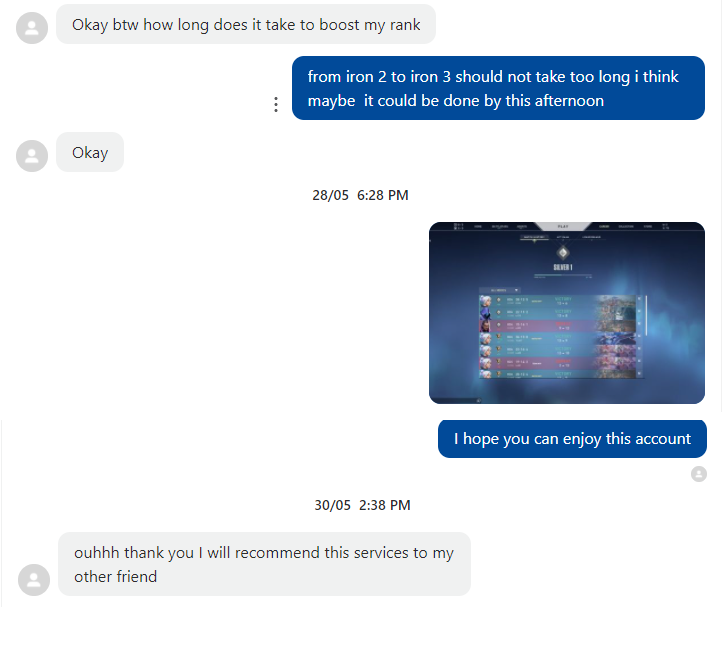 Okay btw how long does it take to boost my rank
from iron 2 to iron 3 should not take too long i think
maybe it could be done by this afternoon
Okay
28/05 6:28 PM
PLAY
SILVER 1
I hope you can enjoy this account
30/05 2:38 PM
ouhhh thank you I will recommend this services to my
other friend